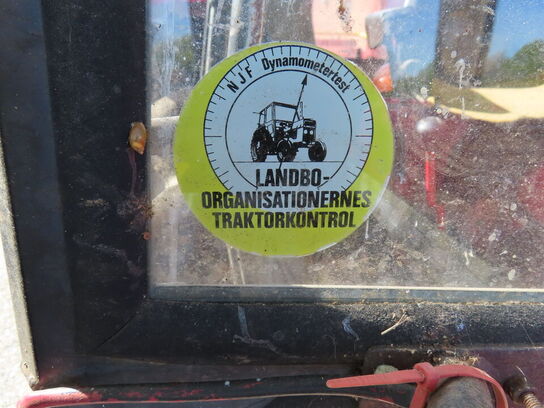 NJF Dynamometertest
LANDBO-
ORGANISATIONERNES
TRAKTORKONTROL